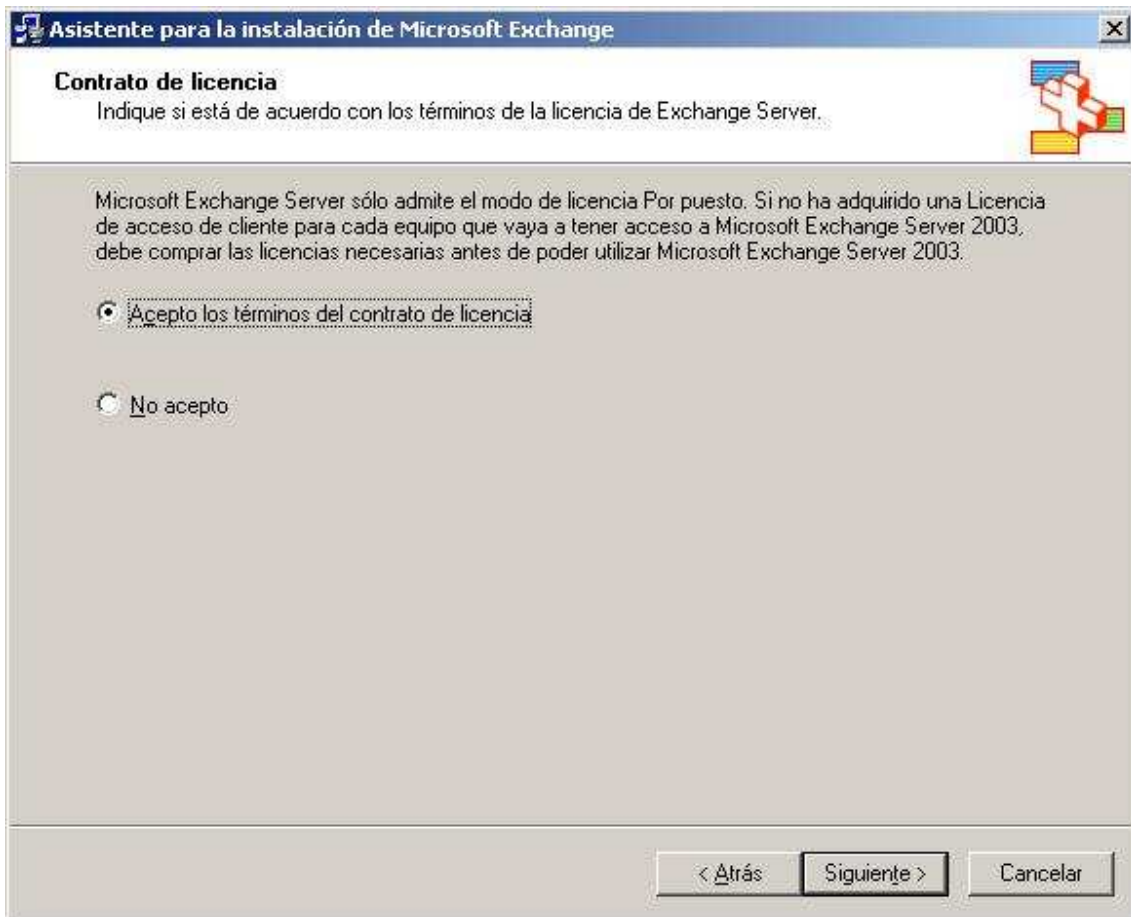 Asistente para la instalación de Microsoft Exchange
Contrato de licencia
Indique si está de acuerdo con los términos de la licencia de Exchange Server.
Microsoft Exchange Server sólo admite el modo de licencia Por puesto. Si no ha adquirido una Licencia
de acceso de cliente para cada equipo que vaya a tener acceso a Microsoft Exchange Server 2003,
debe comprar las licencias necesarias antes de poder utilizar Microsoft Exchange Server 2003.
Acepto los términos del contrato de licencia
No acepto
< Atrás Siguiente > Cancelar